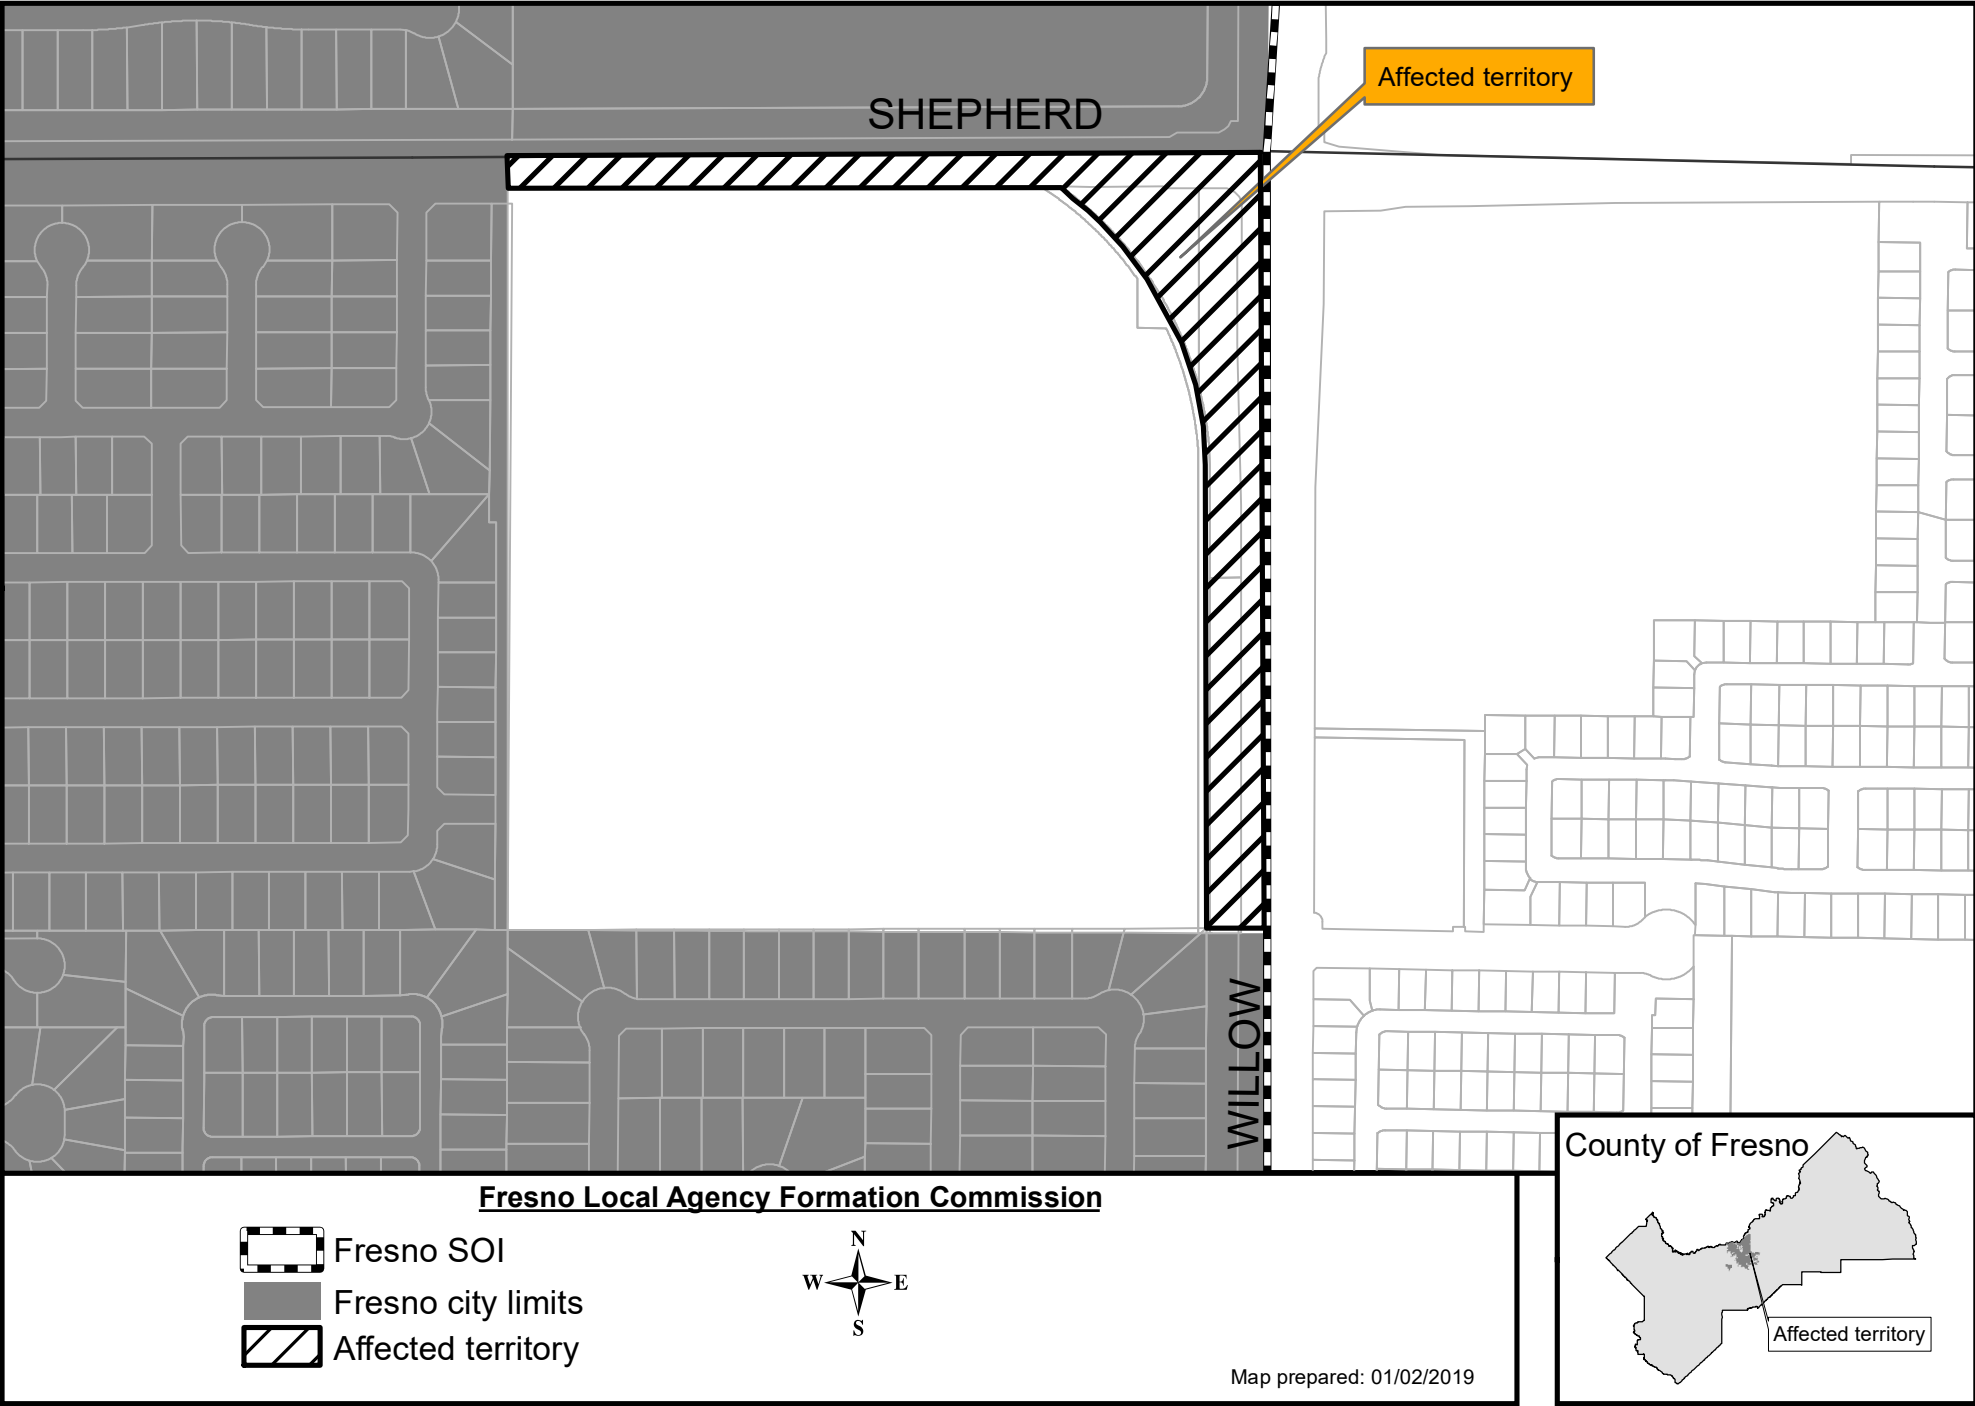 Affected territory
SHEPHERD
WILLOW
County of Fresno
Affected territory
Fresno Local Agency Formation Commission
Fresno SOI
Fresno city limits
Affected territory
N
W E
S
Map prepared: 01/02/2019